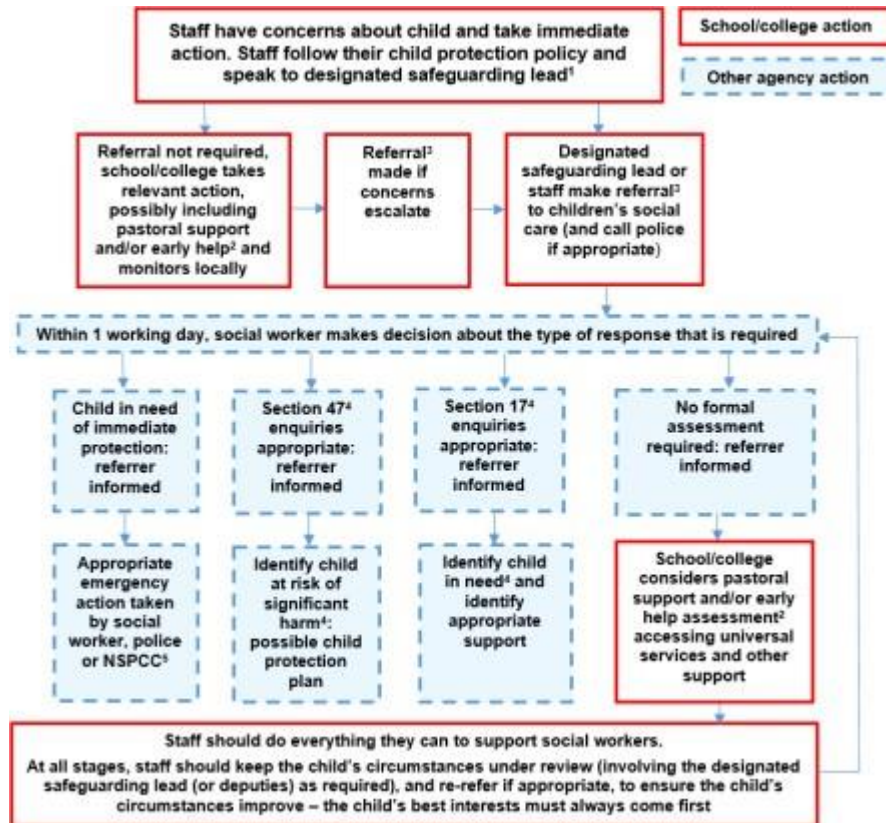 Staff have concerns about child and take immediate
action. Staff follow their child protection policy and
speak to designated safeguarding lead¹
School/college action
Other agency action
Referral not required,
school/college takes
relevant action,
possibly including
pastoral support
and/or early help² and
monitors locally
Referral³
made if
concerns
escalate
Designated
safeguarding lead or
staff make referral³
to children's social
care (and call police
if appropriate)
Within 1 working day, social worker makes decision about the type of response that is required
Child in need
of immediate
protection:
referrer
informed
Section 47⁴
enquiries
appropriate:
referrer
informed
Section 17⁴
enquiries
appropriate:
referrer
informed
No formal
assessment
required: referrer
informed
Appropriate
emergency
action taken
by social
worker, police
or NSPCC⁵
Identify child
at risk of
significant
harm⁴:
possible child
protection
plan
Identify child
in need⁴ and
identify
appropriate
support
School/college
considers pastoral
support and/or early
help assessment²
accessing universal
services and other
support
Staff should do everything they can to support social workers.
At all stages, staff should keep the child's circumstances under review (involving the designated
safeguarding lead (or deputies) as required), and re-refer if appropriate, to ensure the child's
circumstances improve – the child's best interests must always come first